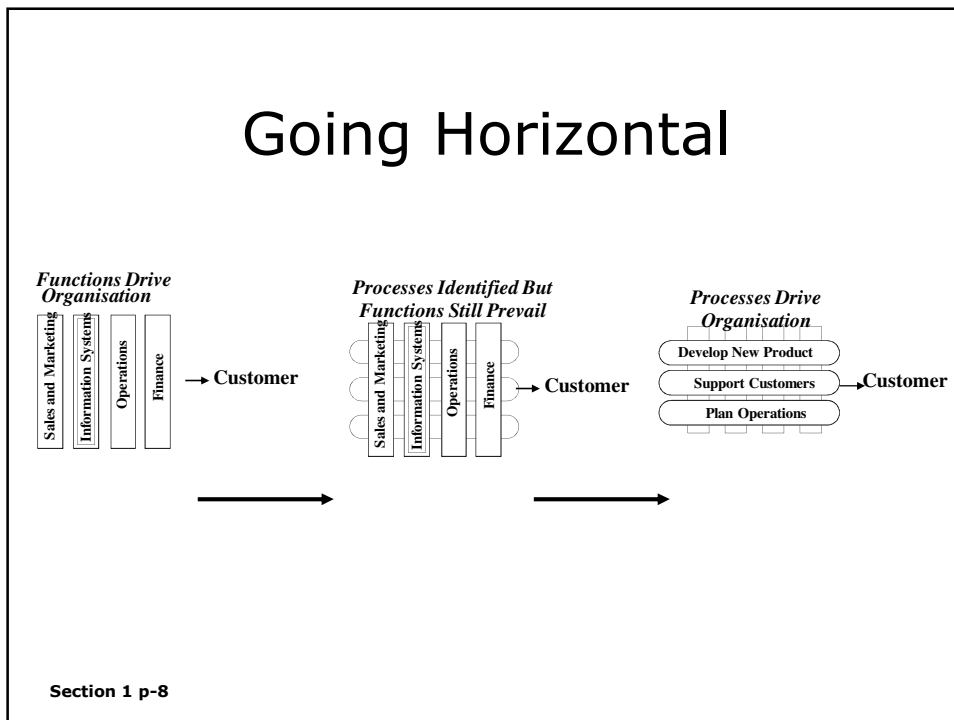 Going Horizontal
Functions Drive
Organisation
Sales and Marketing
Information Systems
Operations
Finance
Customer
Processes Identified But
Functions Still Prevail
Sales and Marketing
Information Systems
Operations
Finance
Customer
Processes Drive
Organisation
Develop New Product
Support Customers
Plan Operations
Customer
Section 1 p-8